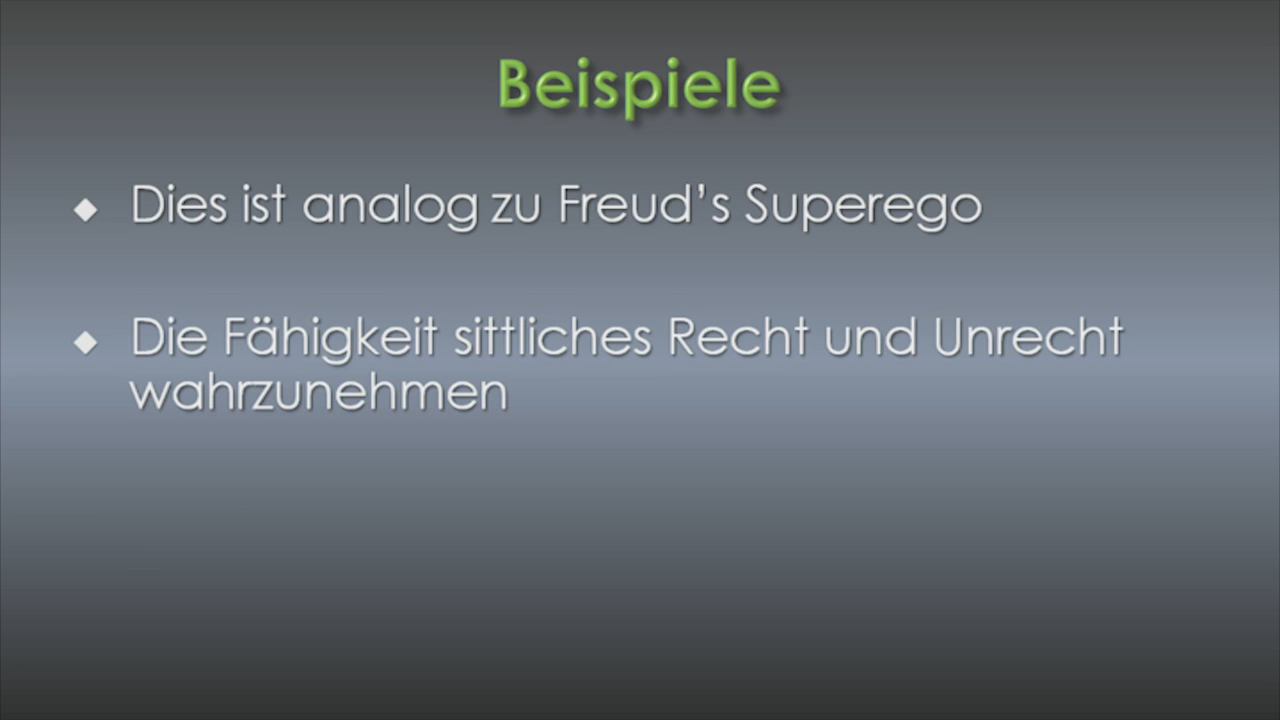 Beispiele
Dies ist analog zu Freud’s Superego
Die Fähigkeit sittliches Recht und Unrecht
wahrzunehmen